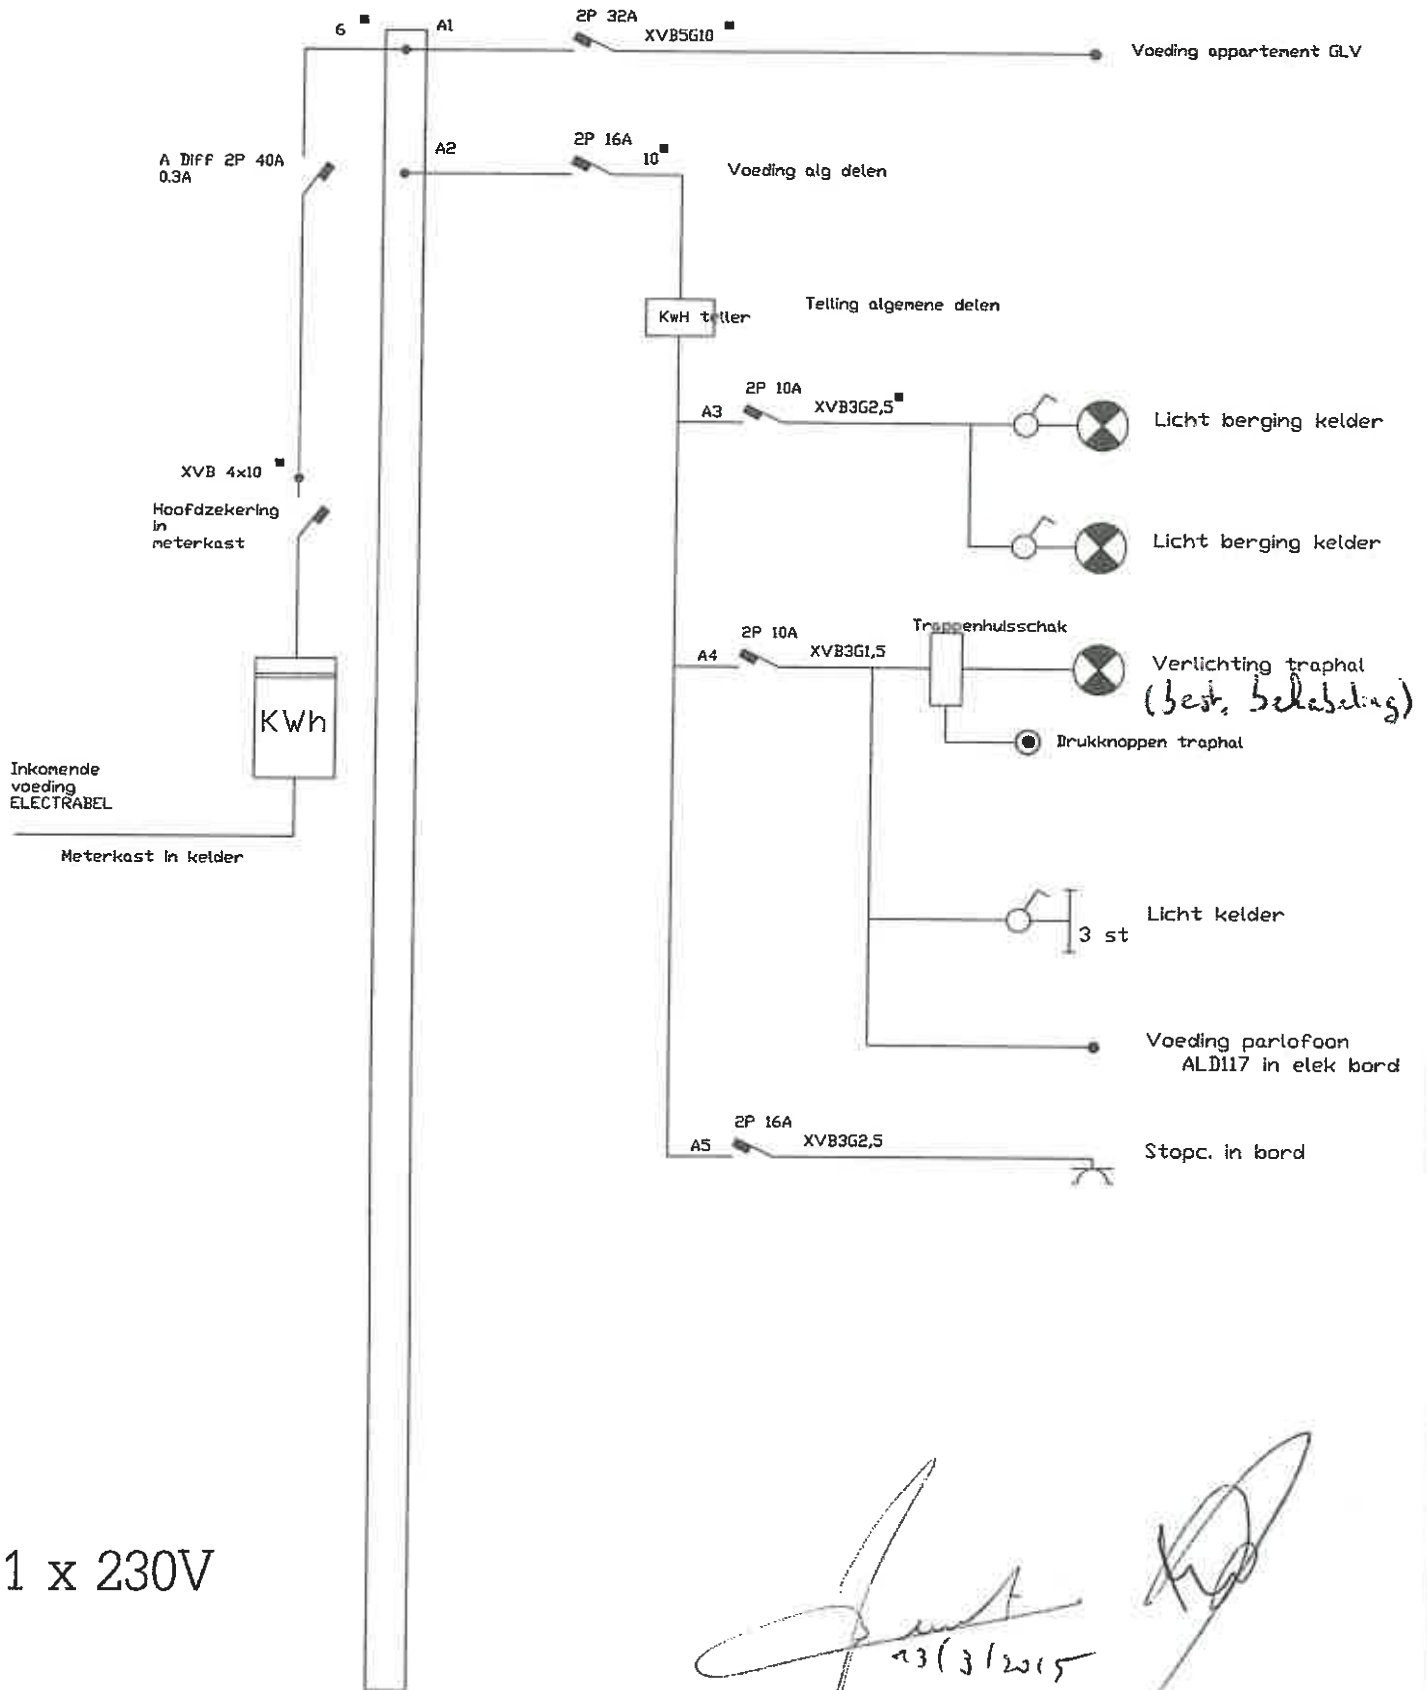 6 ■
A1
2P 32A
XVB5G10 ■
Voeding appartement GLV
A Diff 2P 40A
0.3A
A2
2P 16A
10 ■
Voeding alg delen
KwH teller
Telling algemene delen
2P 10A
A3
XVB3G2,5 ■
Licht berging kelder
XVB 4x10 ■
Hoofdzekering
in
meterkast
Licht berging kelder
2P 10A
A4
XVB3G1,5
Trappenhuisschak
Verlichting traphal
(best. bekabeling)
Drukknoppen traphal
KWh
Inkomende
voeding
ELECTRABEL
Meterkast in kelder
Licht kelder
3 st
Voeding parlofoon
ALD117 in elek bord
2P 16A
A5
XVB3G2,5
Stopc. in bord
1 x 230V
13/3/2015